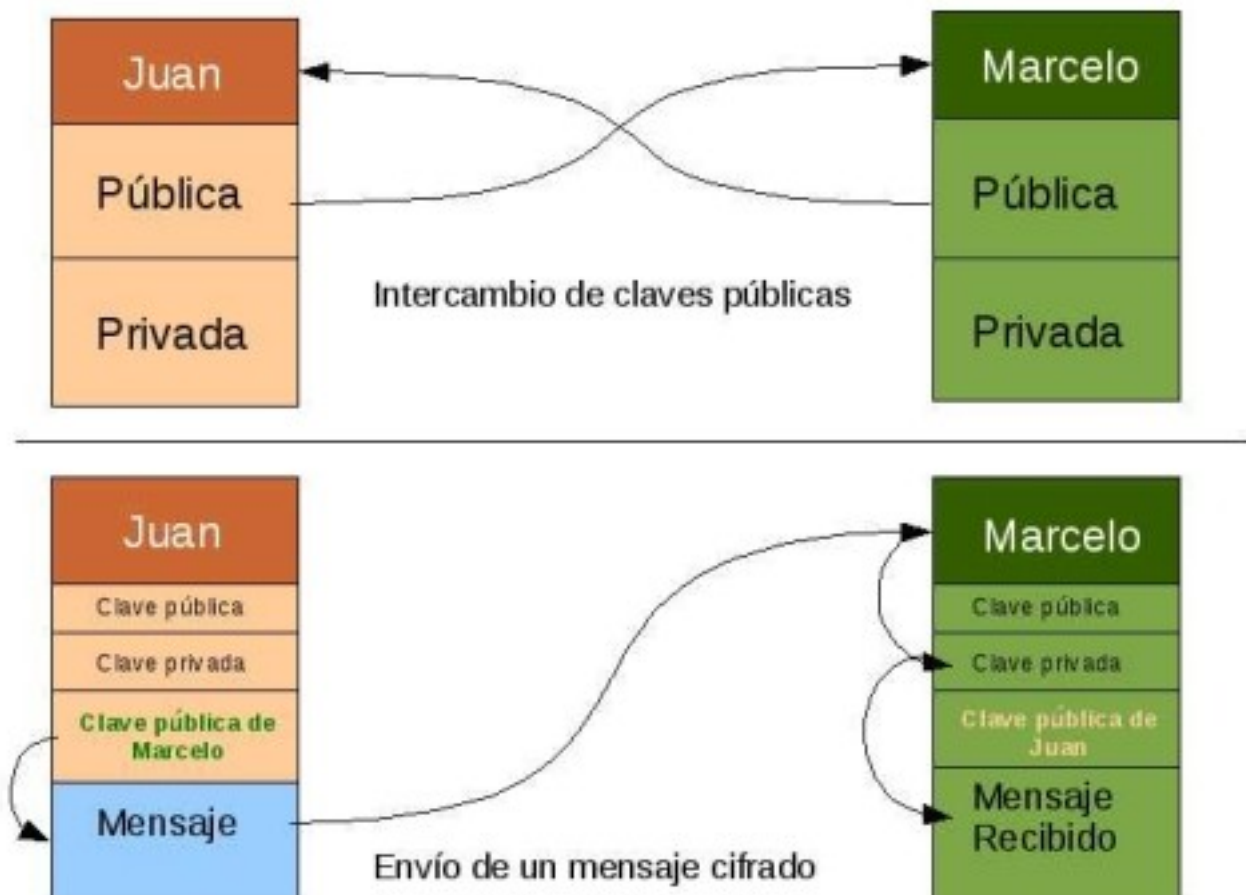 Juan
Marcelo
Pública
Pública
Intercambio de claves públicas
Privada
Privada
Juan
Marcelo
Clave pública
Clave pública
Clave privada
Clave privada
Clave pública de
Marcelo
Clave pública de
Juan
Mensaje
Mensaje
Recibido
Envío de un mensaje cifrado